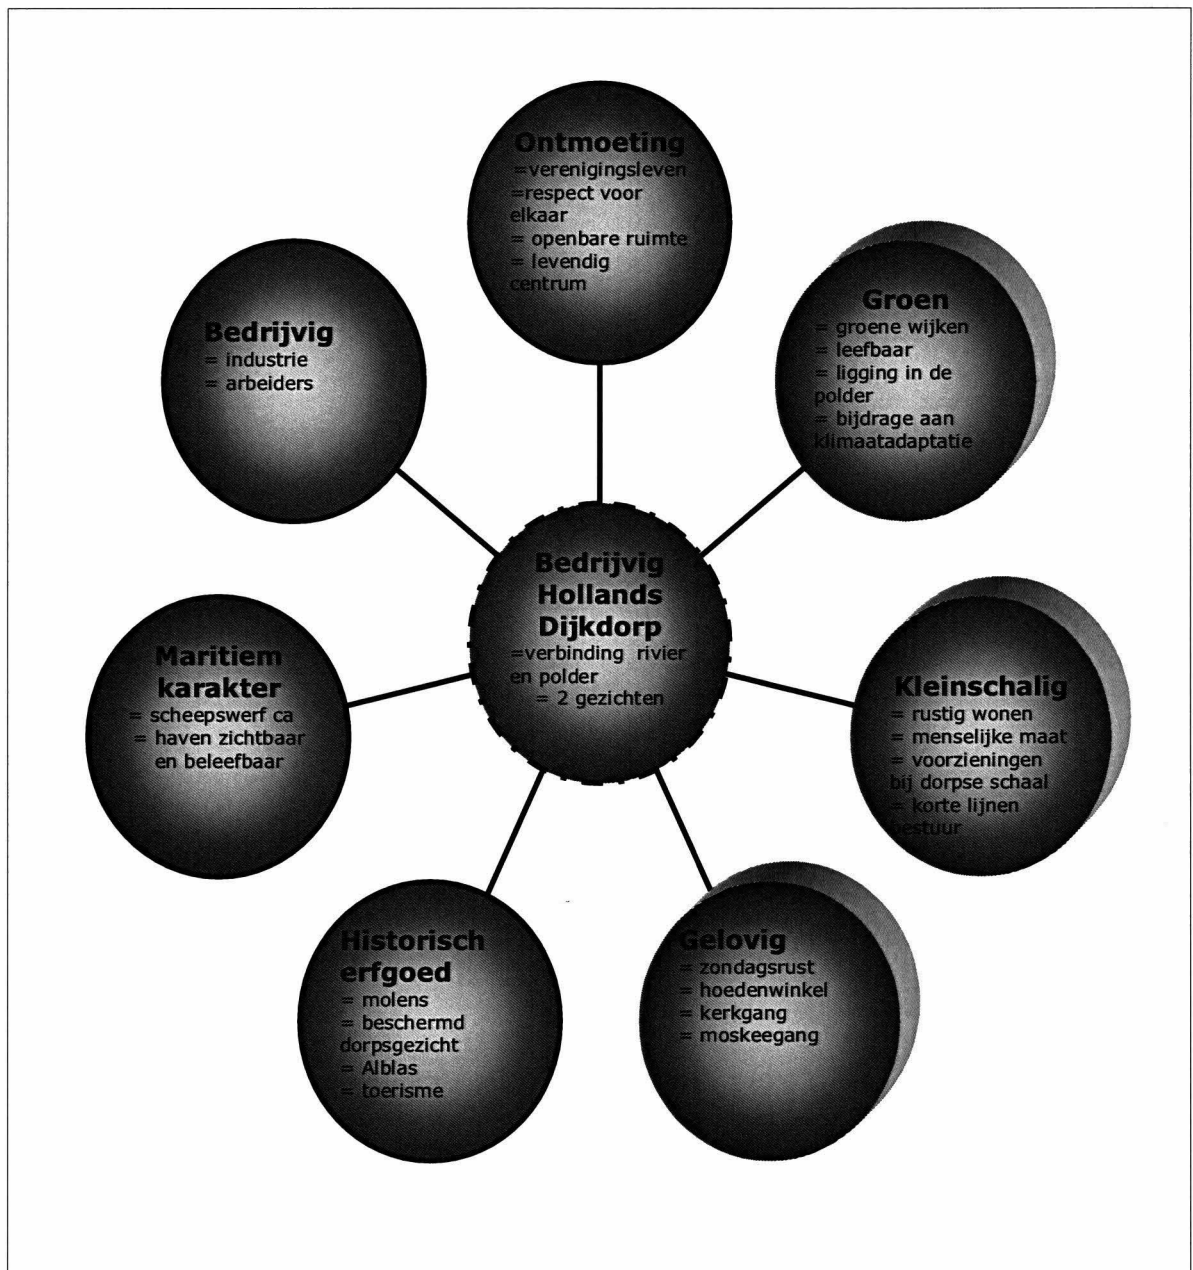 Ontmoeting
=verenigingsleven
=respect voor
elkaar
= openbare ruimte
= levendig
centrum
Groen
= groene wijken
= leefbaar
= ligging in de
polder
= bijdrage aan
klimaatadaptatie
Bedrijvig
= industrie
= arbeiders
Bedrijvig
Hollands
Dijkdorp
=verbinding rivier
en polder
= 2 gezichten
Maritiem
karakter
= scheepswerf ca
= haven zichtbaar
en beleefbaar
Kleinschalig
= rustig wonen
= menselijke maat
= voorzieningen
bij dorpse schaal
= korte lijnen
bestuur
Historisch
erfgoed
= molens
= beschermd
dorpsgezicht
= Alblas
= toerisme
Gelovig
= zondagsrust
= hoedenwinkel
= kerkgang
= moskeegang